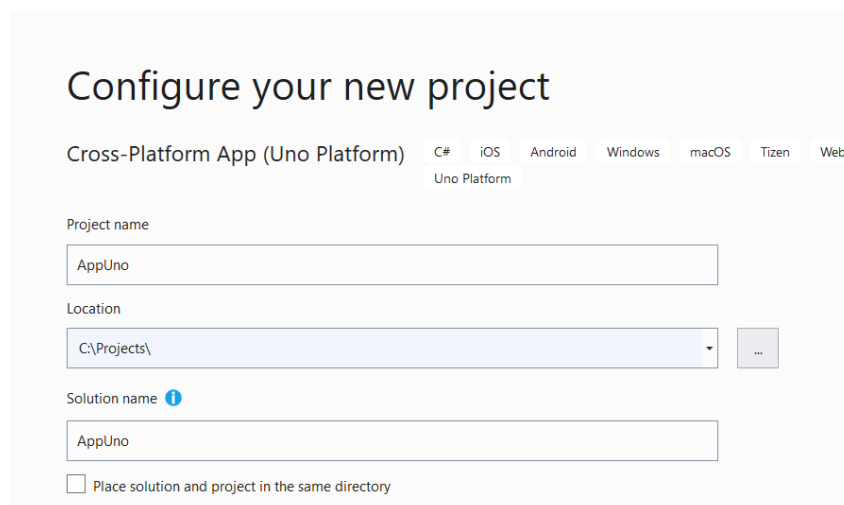 Configure your new project
Cross-Platform App (Uno Platform) C# iOS Android Windows macOS Tizen Web
Uno Platform
Project name
AppUno
Location
C:\Projects\
...
Solution name
AppUno
Place solution and project in the same directory